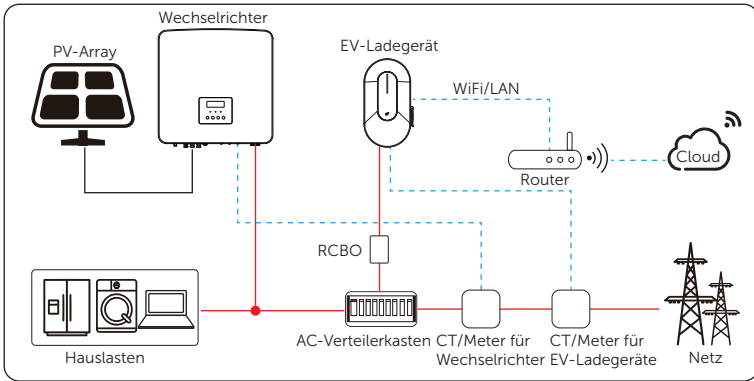 Wechselrichter
PV-Array
EV-Ladegerät
WiFi/LAN
Cloud
Router
RCBO
Hauslasten
AC-Verteilerkasten
CT/Meter für
Wechselrichter
CT/Meter für
EV-Ladegeräte
Netz